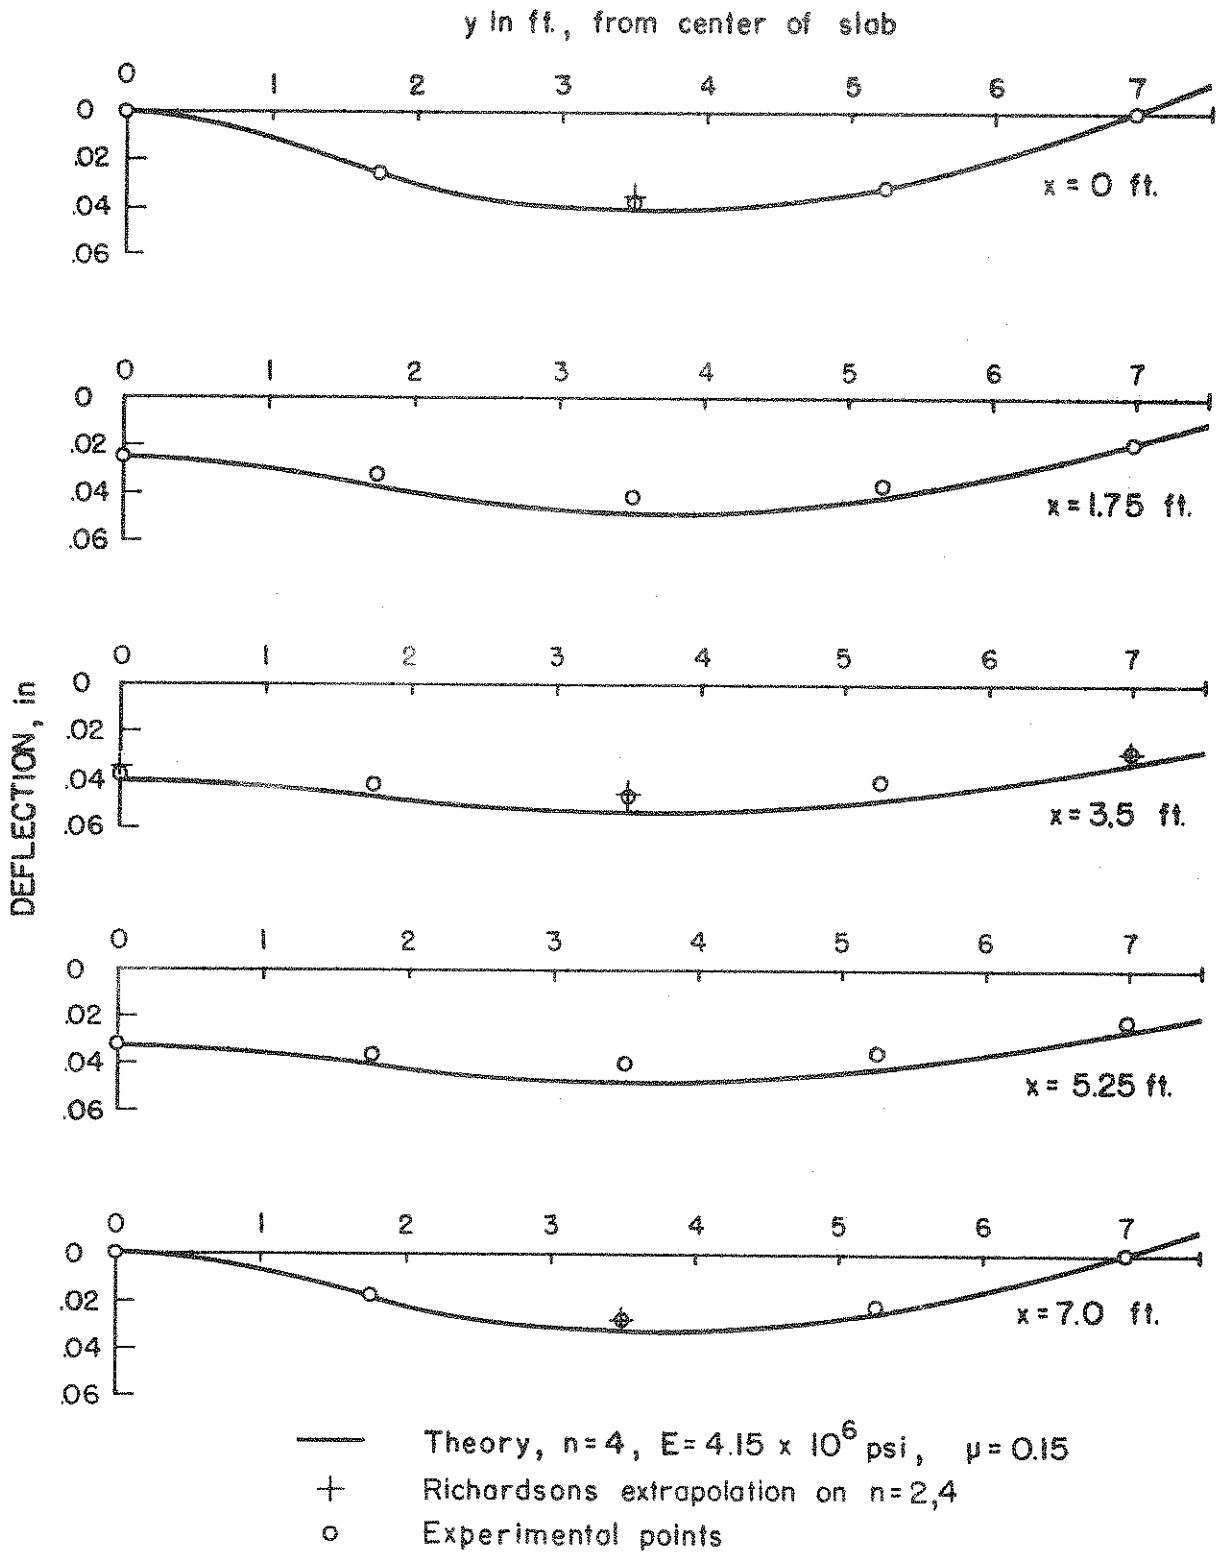 y in ft., from center of slab
0 1 2 3 4 5 6 7
0
.02
.04
.06
x = 0 ft.
0 1 2 3 4 5 6 7
0
.02
.04
.06
x = 1.75 ft.
DEFLECTION, in
0 1 2 3 4 5 6 7
0
.02
.04
.06
x = 3.5 ft.
0 1 2 3 4 5 6 7
0
.02
.04
.06
x = 5.25 ft.
0 1 2 3 4 5 6 7
0
.02
.04
.06
x = 7.0 ft.
Theory, n=4, E=4.15 x 10⁶ psi, μ=0.15
Richardsons extrapolation on n=2,4
Experimental points